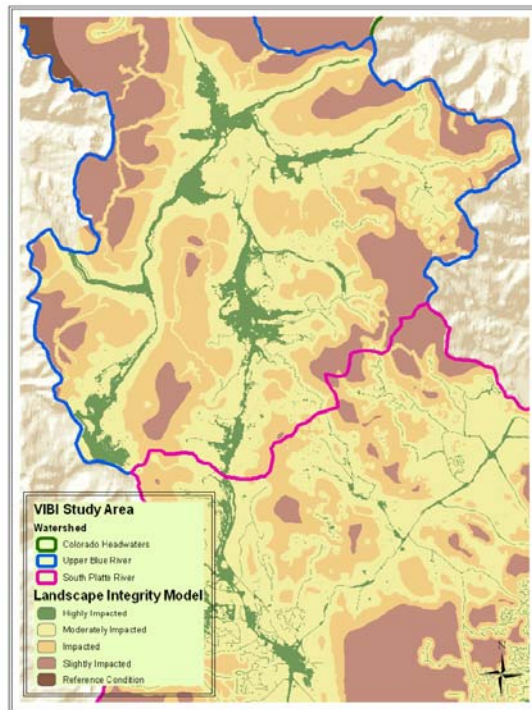 VIBI Study Area
Watershed
Colorado Headwaters
Upper Blue River
South Platte River
Landscape Integrity Model
Highly Impacted
Moderately Impacted
Impacted
Slightly Impacted
Reference Condition
N